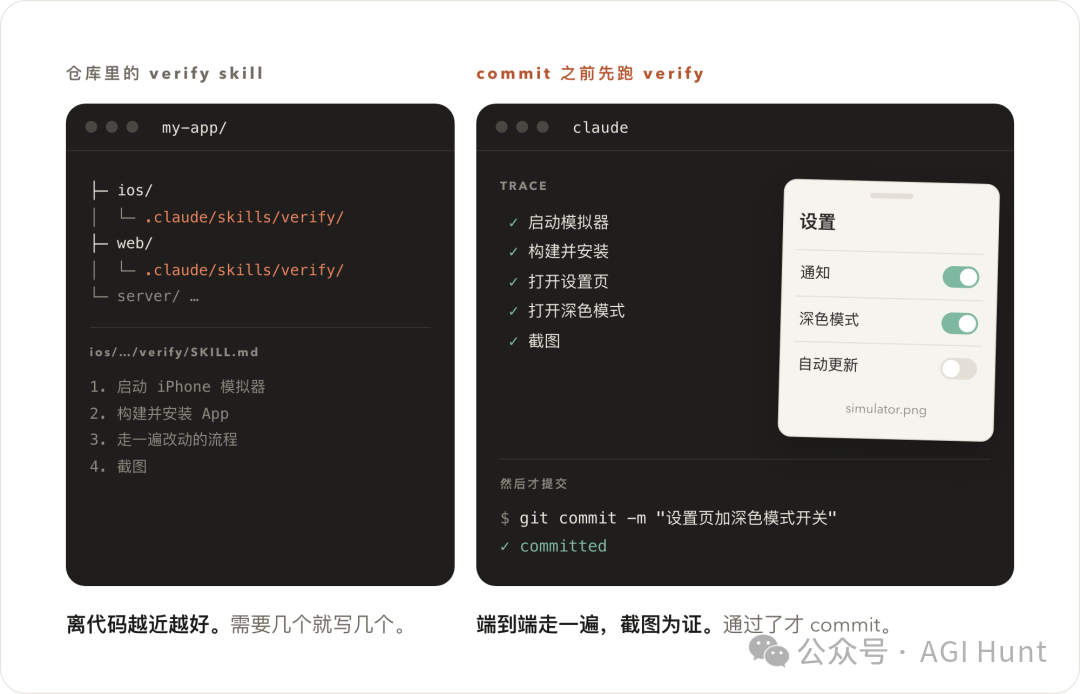 仓库里的 verify skill
my-app/
├─ ios/
│ └─ .claude/skills/verify/
├─ web/
│ └─ .claude/skills/verify/
└─ server/ …
ios/…/verify/SKILL.md
1. 启动 iPhone 模拟器
2. 构建并安装 App
3. 走一遍改动的流程
4. 截图
离代码越近越好。需要几个就写几个。
commit 之前先跑 verify
claude
TRACE
✓ 启动模拟器
✓ 构建并安装
✓ 打开设置页
✓ 打开深色模式
✓ 截图
设置
通知
深色模式
自动更新
simulator.png
然后才提交
$ git commit -m "设置页加深色模式开关"
✓ committed
端到端走一遍，截图为证。通过了才 commit。
公众号 · AGI Hunt